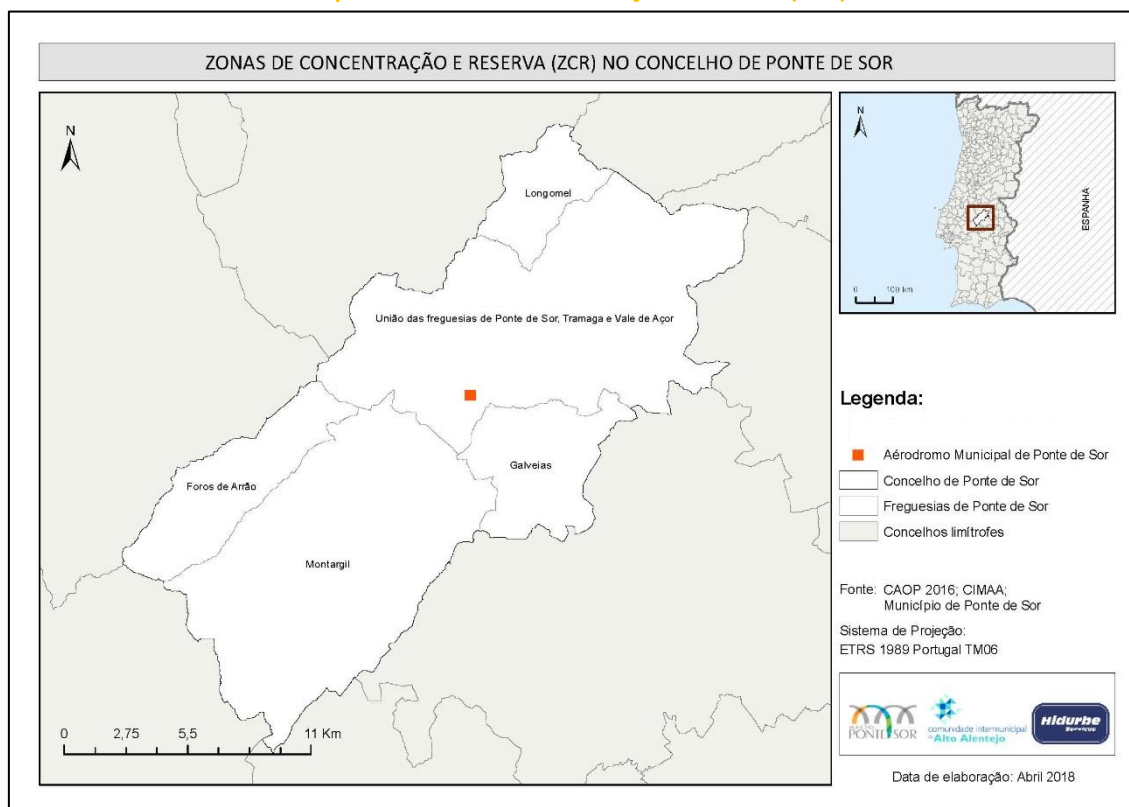 ZONAS DE CONCENTRAÇÃO E RESERVA (ZCR) NO CONCELHO DE PONTE DE SOR
N
Longomel
União das freguesias de Ponte de Sor, Tramaga e Vale de Açor
Galveias
Foros de Arrão
Montargil
0 2,75 5,5 11 Km
N
ESPANHA
0 100 km
Legenda:
Aérodromo Municipal de Ponte de Sor
Concelho de Ponte de Sor
Freguesias de Ponte de Sor
Concelhos limítrofes
Fonte: CAOP 2016; CIMAA;
Município de Ponte de Sor
Sistema de Projeção:
ETRS 1989 Portugal TM06
comunidade intermunicipal
Alto Alentejo
Hidurbe
Serviços
Data de elaboração: Abril 2018